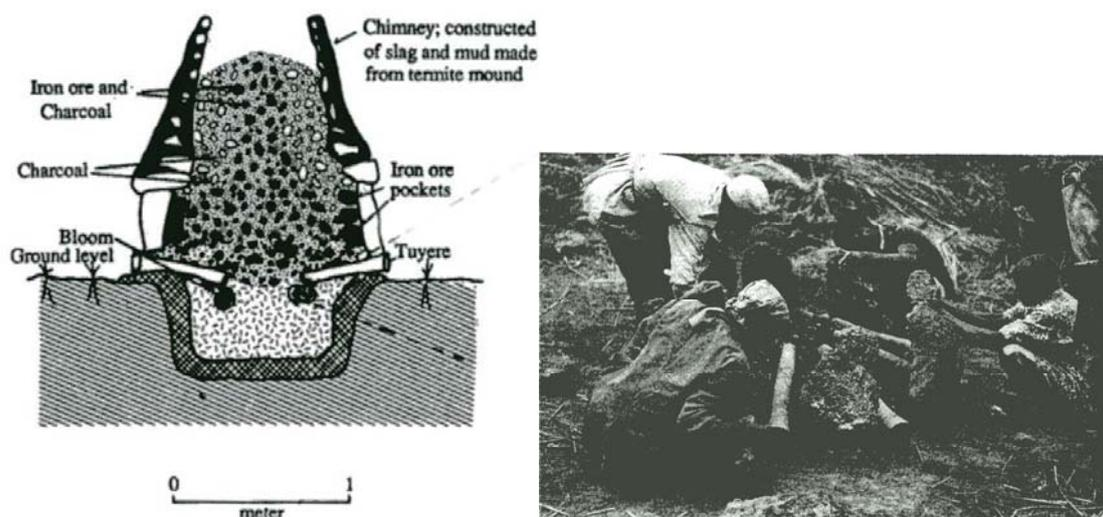 Chimney; constructed
of slag and mud made
from termite mound
Iron ore and
Charcoal
Charcoal
Iron ore
pockets
Bloom
Ground level
Tuyere
0 1
meter